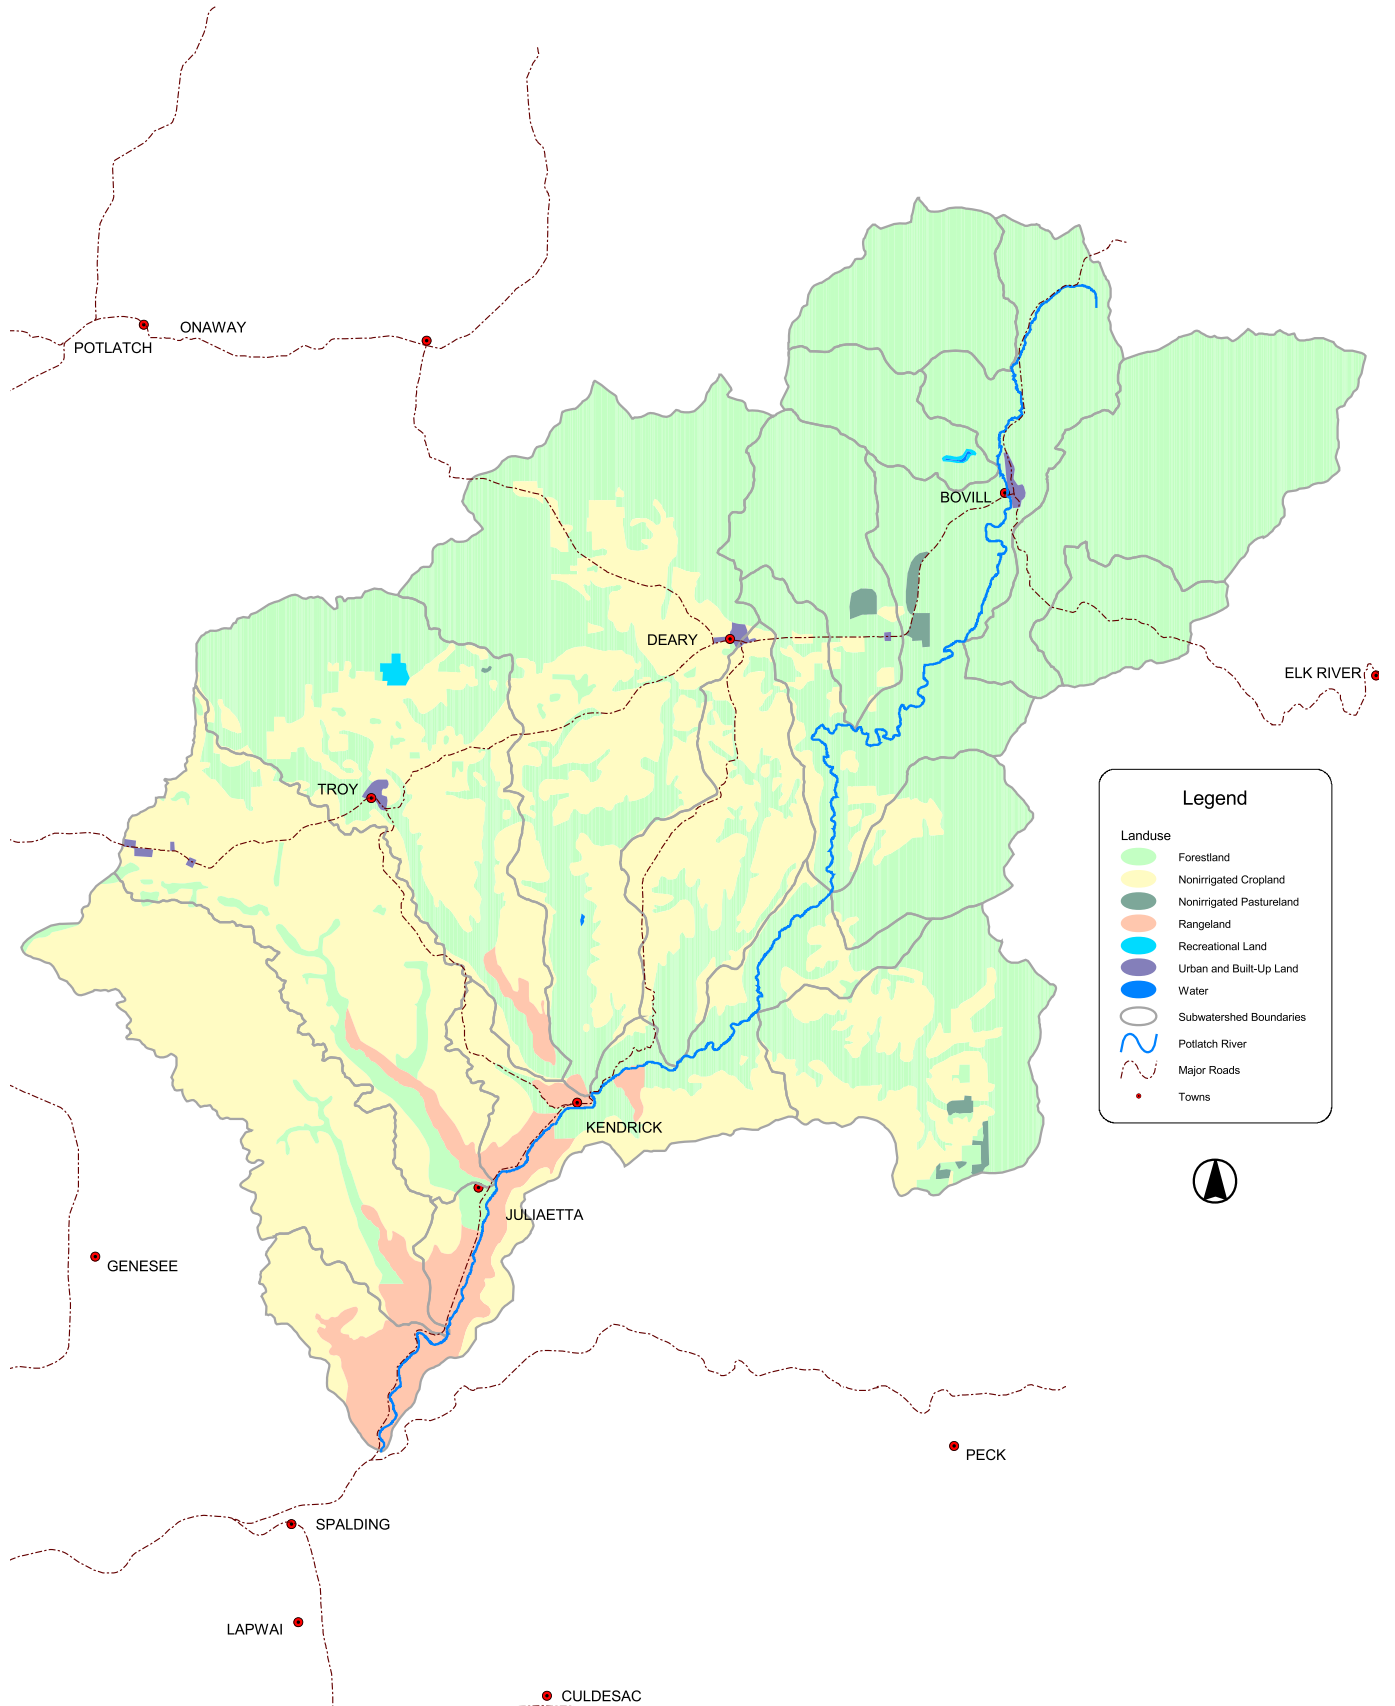 ONAWAY
POTLATCH
BOVILL
DEARY
ELK RIVER
TROY
Legend
Landuse
Forestland
Nonirrigated Cropland
Nonirrigated Pastureland
Rangeland
Recreational Land
Urban and Built-Up Land
Water
Subwatershed Boundaries
Potlatch River
Major Roads
Towns
KENDRICK
JULIAETTA
GENESEE
PECK
SPALDING
LAPWAI
CULDESAC